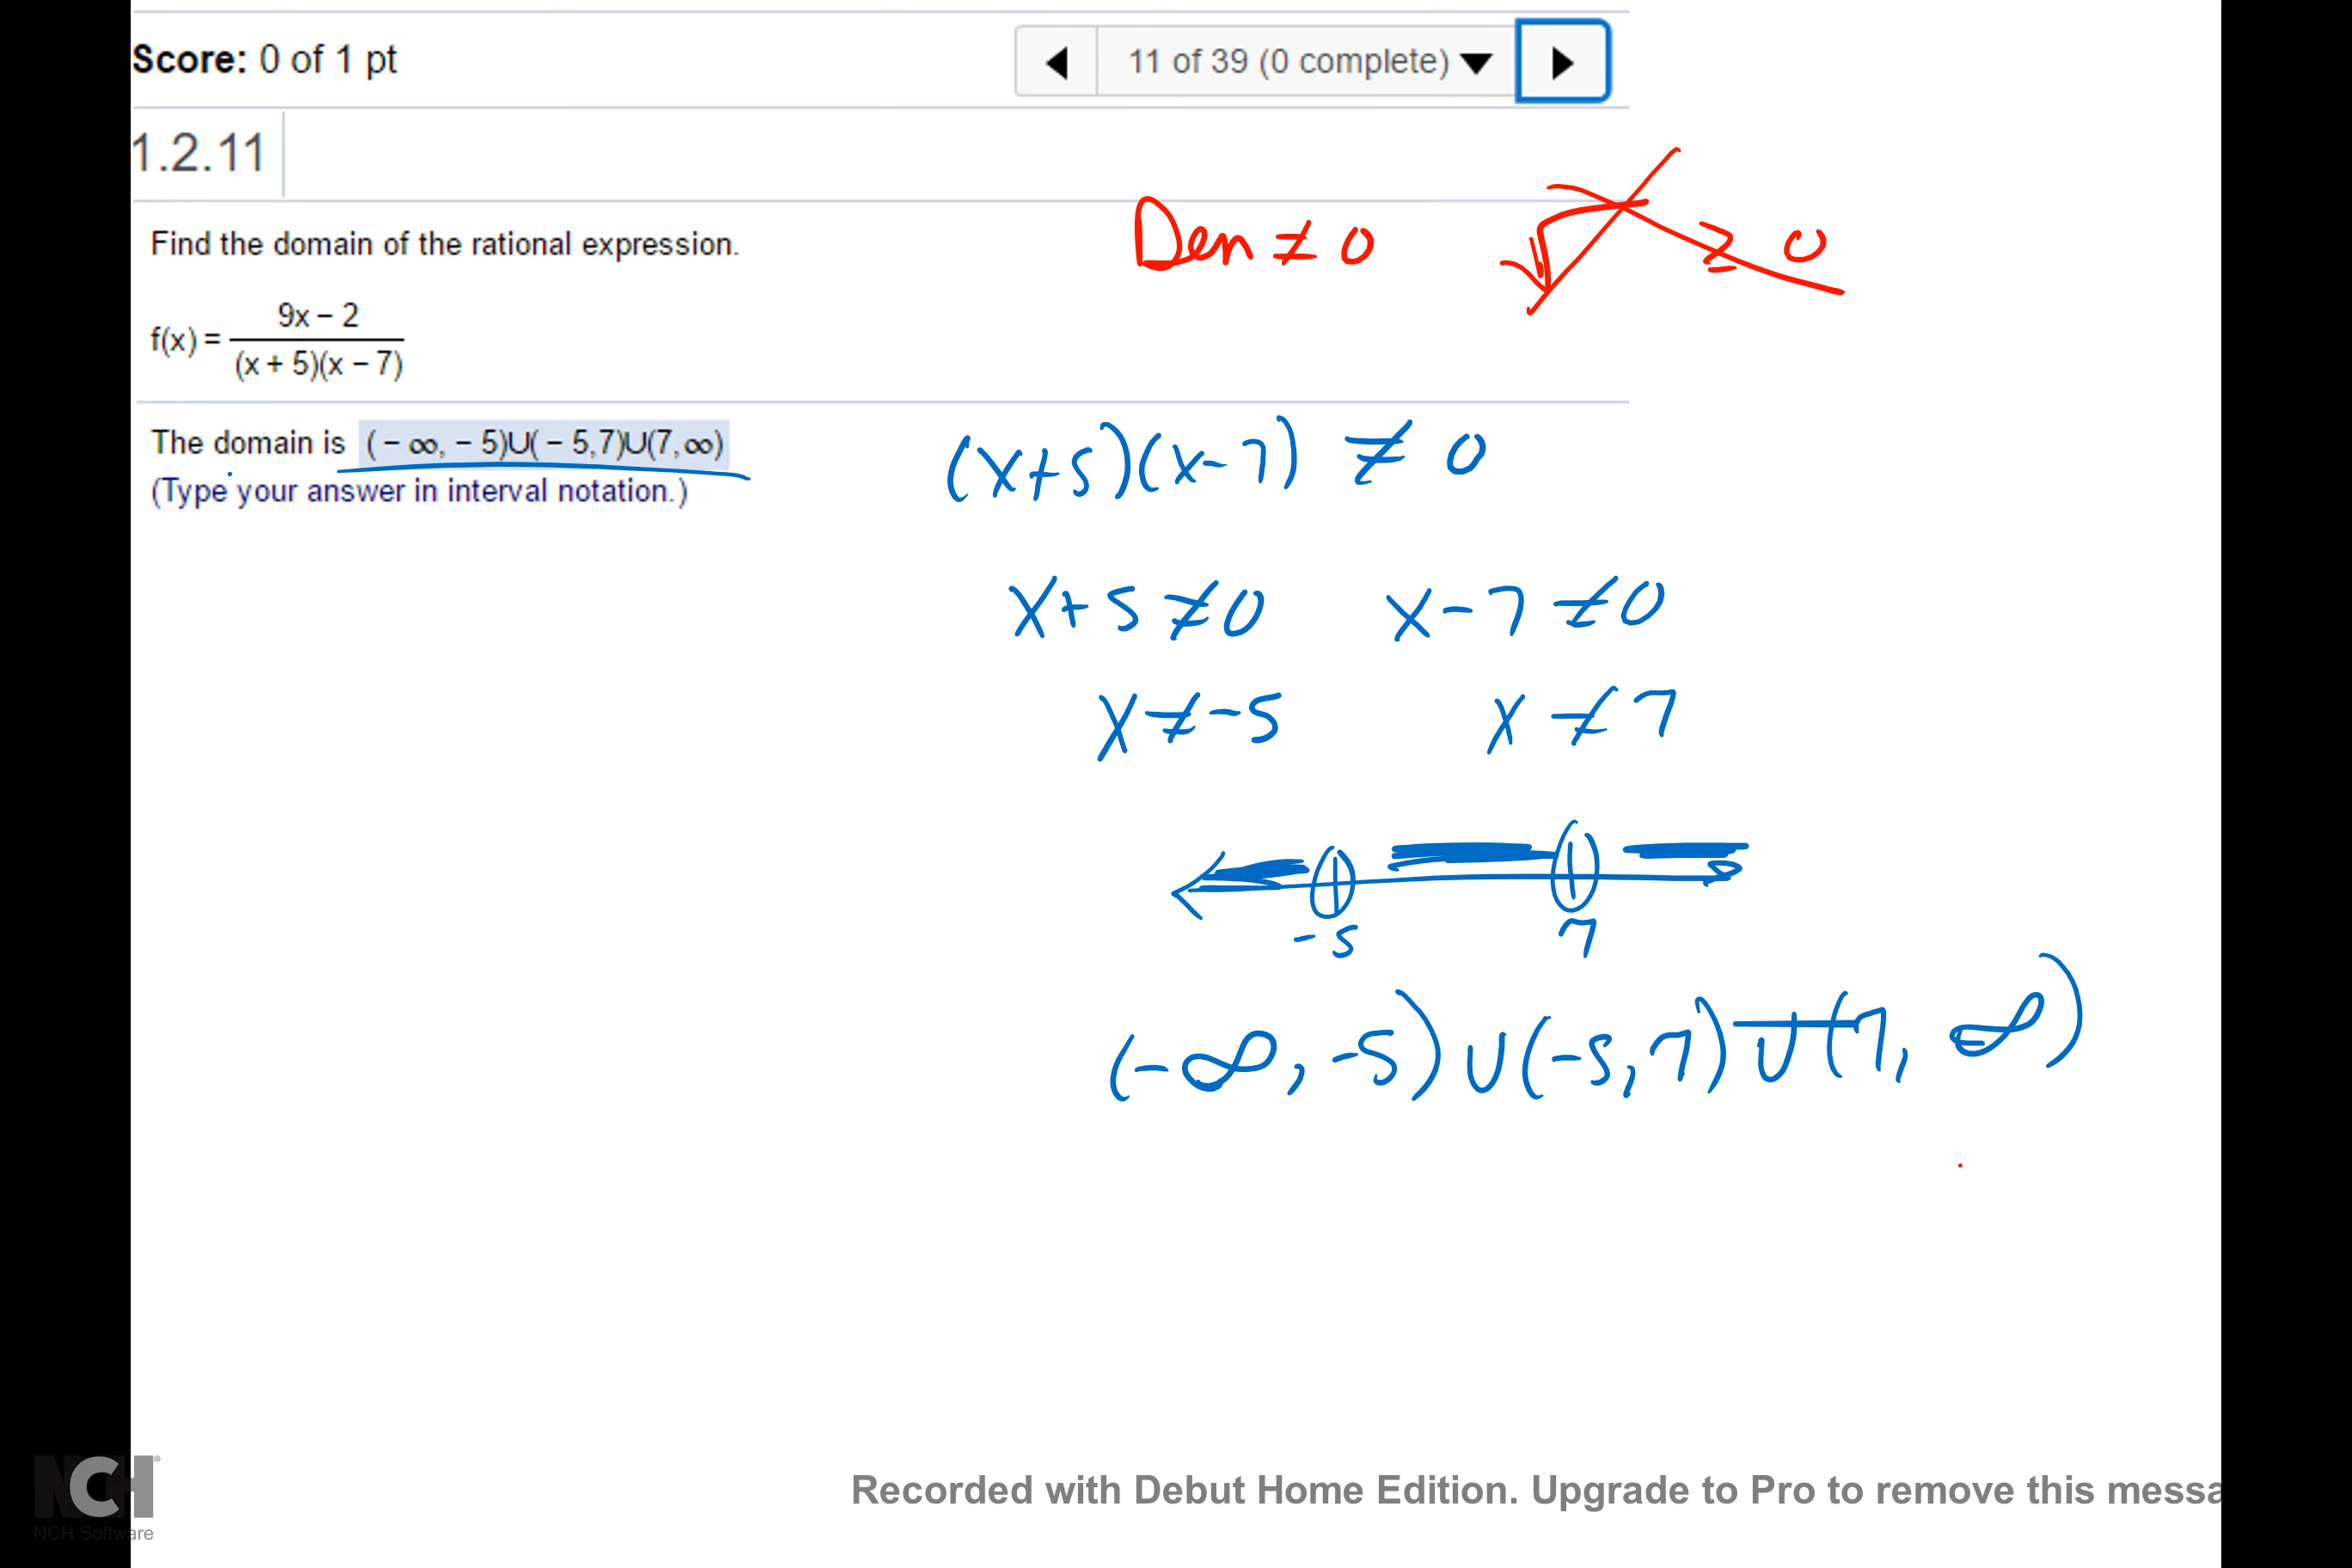 Score: 0 of 1 pt
11 of 39 (0 complete)
1.2.11
Den ≠ 0
√ ≥ 0
Find the domain of the rational expression.
f(x) = (9x − 2) / ((x + 5)(x − 7))
The domain is (− ∞, − 5)∪(− 5,7)∪(7,∞)
(Type your answer in interval notation.)
(x+5)(x-7) ≠ 0
x+5≠0 x-7≠0
x≠-5 x≠7
-5 7
(-∞, -5)∪(-5,7)∪(7, ∞)
NCH®
NCH Software
Recorded with Debut Home Edition. Upgrade to Pro to remove this messa